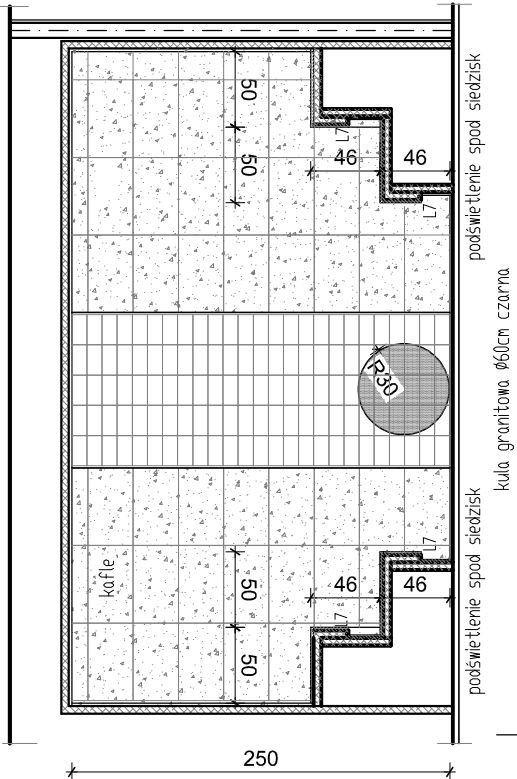 50
50
46
46
L7
L7
podświetlenie spod siedzisk
R30
kula granitowa Ø60cm czarna
kafle
50
50
46
46
L7
L7
podświetlenie spod siedzisk
250